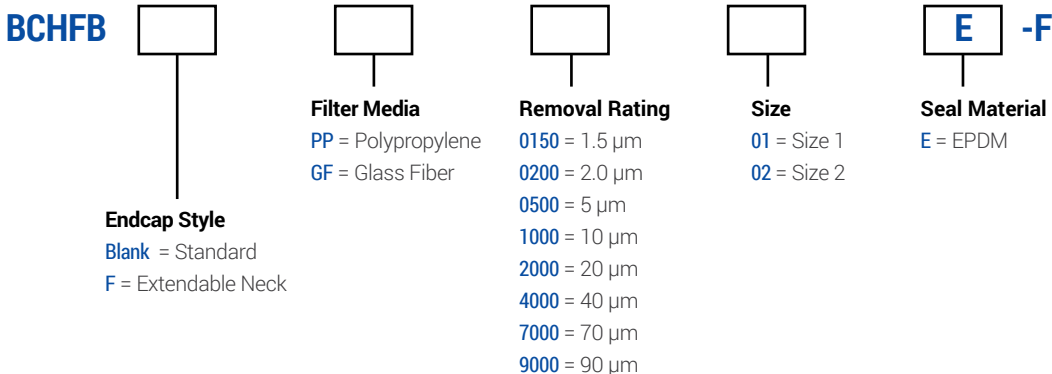 BCHFB E -F
Filter Media
PP = Polypropylene
GF = Glass Fiber
Removal Rating
0150 = 1.5 µm
0200 = 2.0 µm
0500 = 5 µm
1000 = 10 µm
2000 = 20 µm
4000 = 40 µm
7000 = 70 µm
9000 = 90 µm
Size
01 = Size 1
02 = Size 2
Seal Material
E = EPDM
Endcap Style
Blank = Standard
F = Extendable Neck